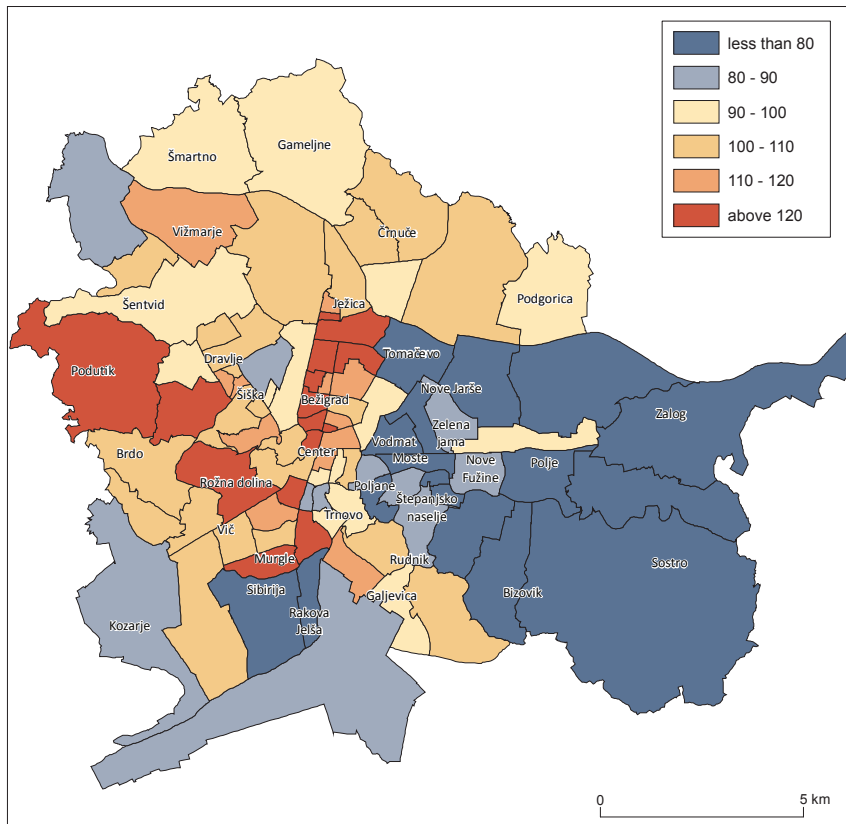 less than 80
80 - 90
90 - 100
100 - 110
110 - 120
above 120
Šmartno
Gameljne
Vižmarje
Črnuče
Podgorica
Šentvid
Ježica
Tomačevo
Dravlje
Podutik
Nove Jarše
Šiška
Bežigrad
Zelena
jama
Zalog
Vodmat
Brdo
Center
Moste
Nove
Fužine
Polje
Rožna dolina
Poljane
Štepanjsko
naselje
Trnovo
Vič
Murgle
Rudnik
Sostro
Sibirija
Galjevica
Bizovik
Rakova
Jelša
Kozarje
0
5 km